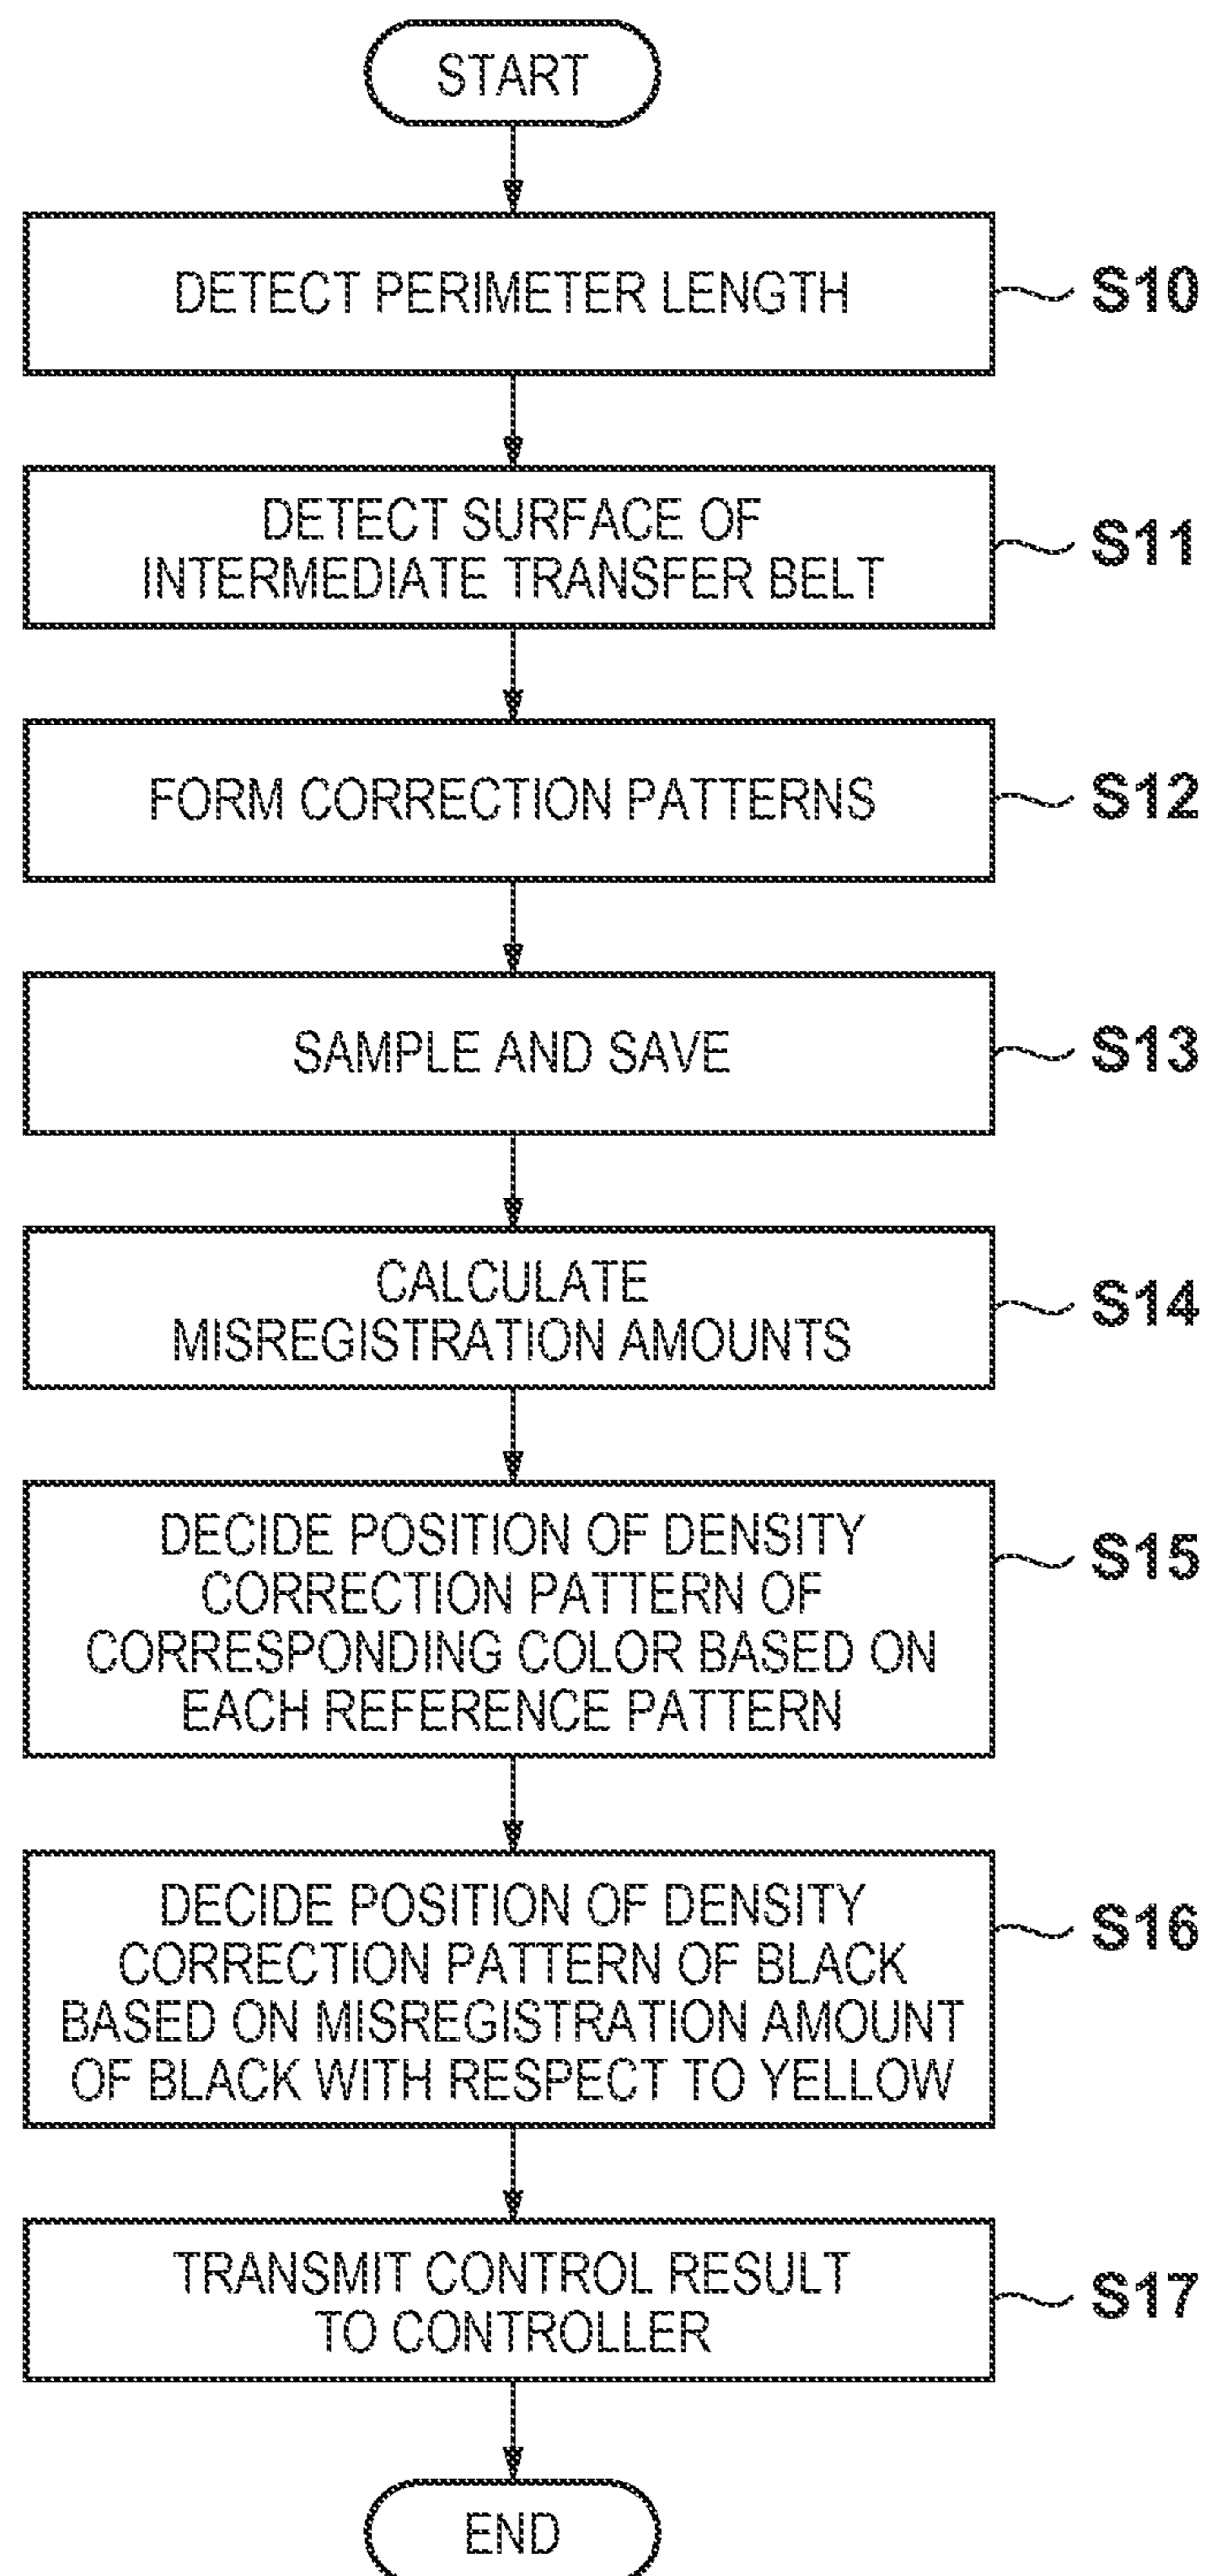 START
DETECT PERIMETER LENGTH
S10
DETECT SURFACE OF
INTERMEDIATE TRANSFER BELT
S11
FORM CORRECTION PATTERNS
S12
SAMPLE AND SAVE
S13
CALCULATE
MISREGISTRATION AMOUNTS
S14
DECIDE POSITION OF DENSITY
CORRECTION PATTERN OF
CORRESPONDING COLOR BASED ON
EACH REFERENCE PATTERN
S15
DECIDE POSITION OF DENSITY
CORRECTION PATTERN OF BLACK
BASED ON MISREGISTRATION AMOUNT
OF BLACK WITH RESPECT TO YELLOW
S16
TRANSMIT CONTROL RESULT
TO CONTROLLER
S17
END